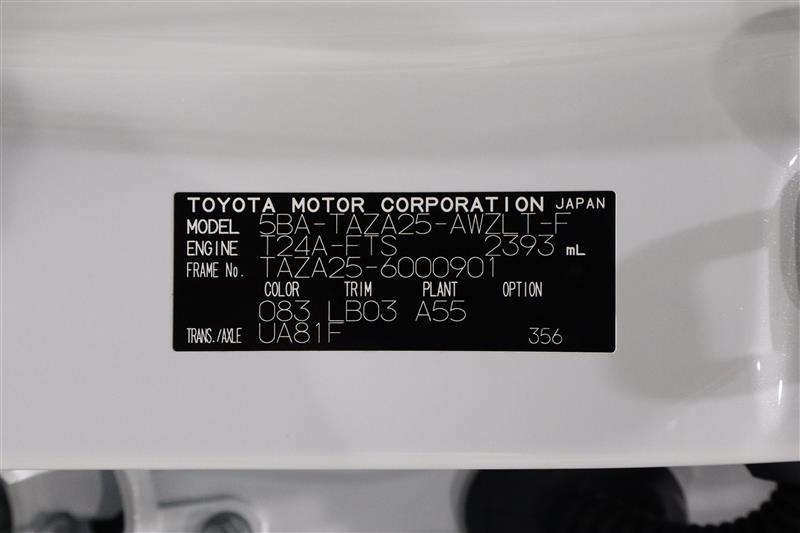 TOYOTA MOTOR CORPORATION JAPAN
MODEL 5BA-TAZA25-AWZLT-F
ENGINE T24A-FTS 2393 mL
FRAME No. TAZA25-6000901
COLOR TRIM PLANT OPTION
083 LB03 A55
TRANS./AXLE UA81F 356